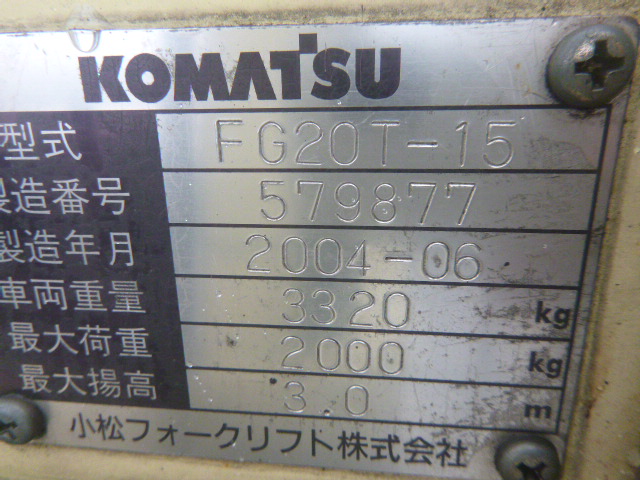 KOMATSU
型式 FG20T-15
製造番号 579877
製造年月 2004-06
車両重量 3320 kg
最大荷重 2000 kg
最大揚高 3.0 m
小松フォークリフト株式会社